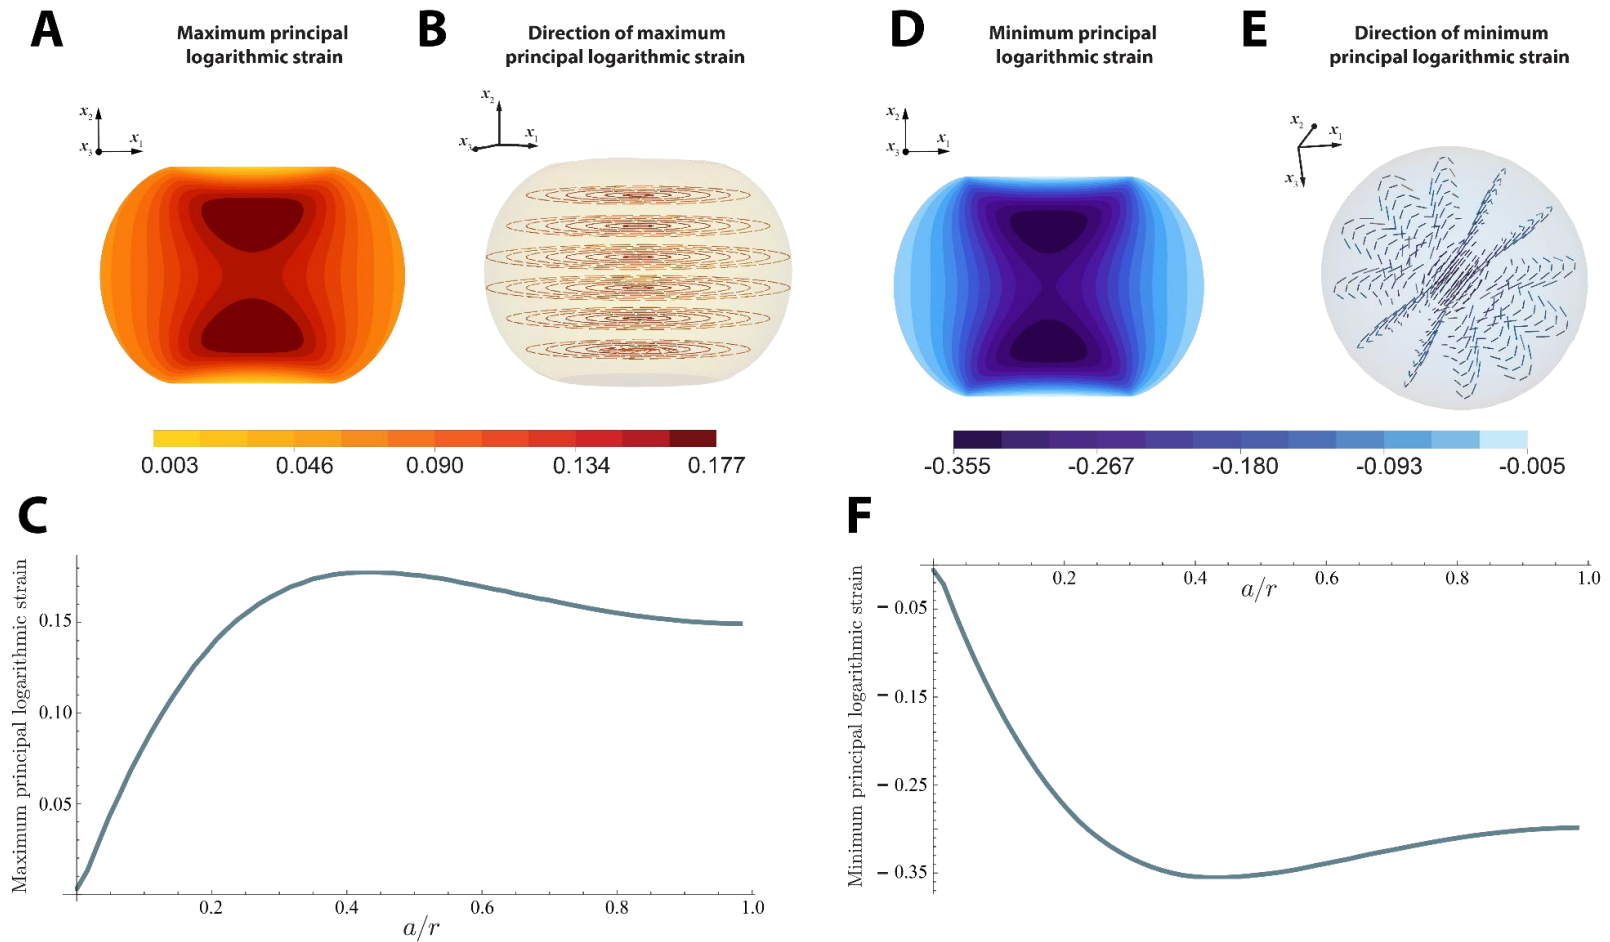 A
Maximum principal
logarithmic strain
B
Direction of maximum
principal logarithmic strain
D
Minimum principal
logarithmic strain
E
Direction of minimum
principal logarithmic strain
x2
x3
x1
x2
x3
x1
x2
x3
x1
x2
x1
x3
0.003
0.046
0.090
0.134
0.177
-0.355
-0.267
-0.180
-0.093
-0.005
C
Maximum principal logarithmic strain
0.15
0.10
0.05
0.2
0.4
0.6
0.8
1.0
a/r
F
Minimum principal logarithmic strain
0.2
0.4
0.6
0.8
1.0
a/r
− 0.05
− 0.15
− 0.25
− 0.35